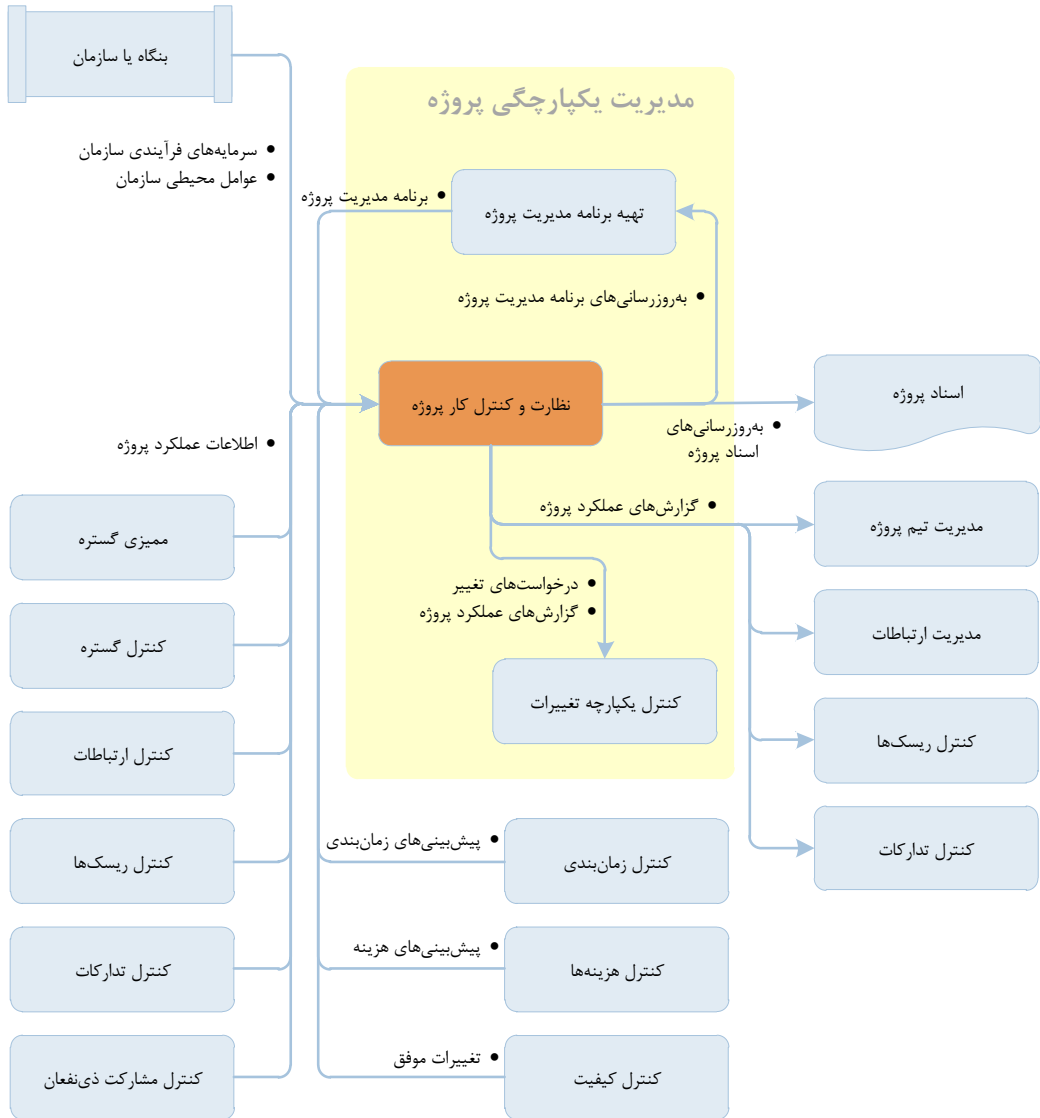 بنگاه یا سازمان
مدیریت یکپارچگی پروژه
• سرمایه‌های فرآیندی سازمان
• عوامل محیطی سازمان
• برنامه مدیریت پروژه
تهیه برنامه مدیریت پروژه
• به‌روزرسانی‌های برنامه مدیریت پروژه
نظارت و کنترل کار پروژه
اسناد پروژه
• به‌روزرسانی‌های
اسناد پروژه
• اطلاعات عملکرد پروژه
• گزارش‌های عملکرد پروژه
مدیریت تیم پروژه
ممیزی گستره
• درخواست‌های تغییر
• گزارش‌های عملکرد پروژه
مدیریت ارتباطات
کنترل گستره
کنترل یکپارچه تغییرات
کنترل ریسک‌ها
کنترل ارتباطات
• پیش‌بینی‌های زمان‌بندی
کنترل زمان‌بندی
کنترل تدارکات
کنترل ریسک‌ها
• پیش‌بینی‌های هزینه
کنترل هزینه‌ها
کنترل تدارکات
• تغییرات موفق
کنترل کیفیت
کنترل مشارکت ذی‌نفعان